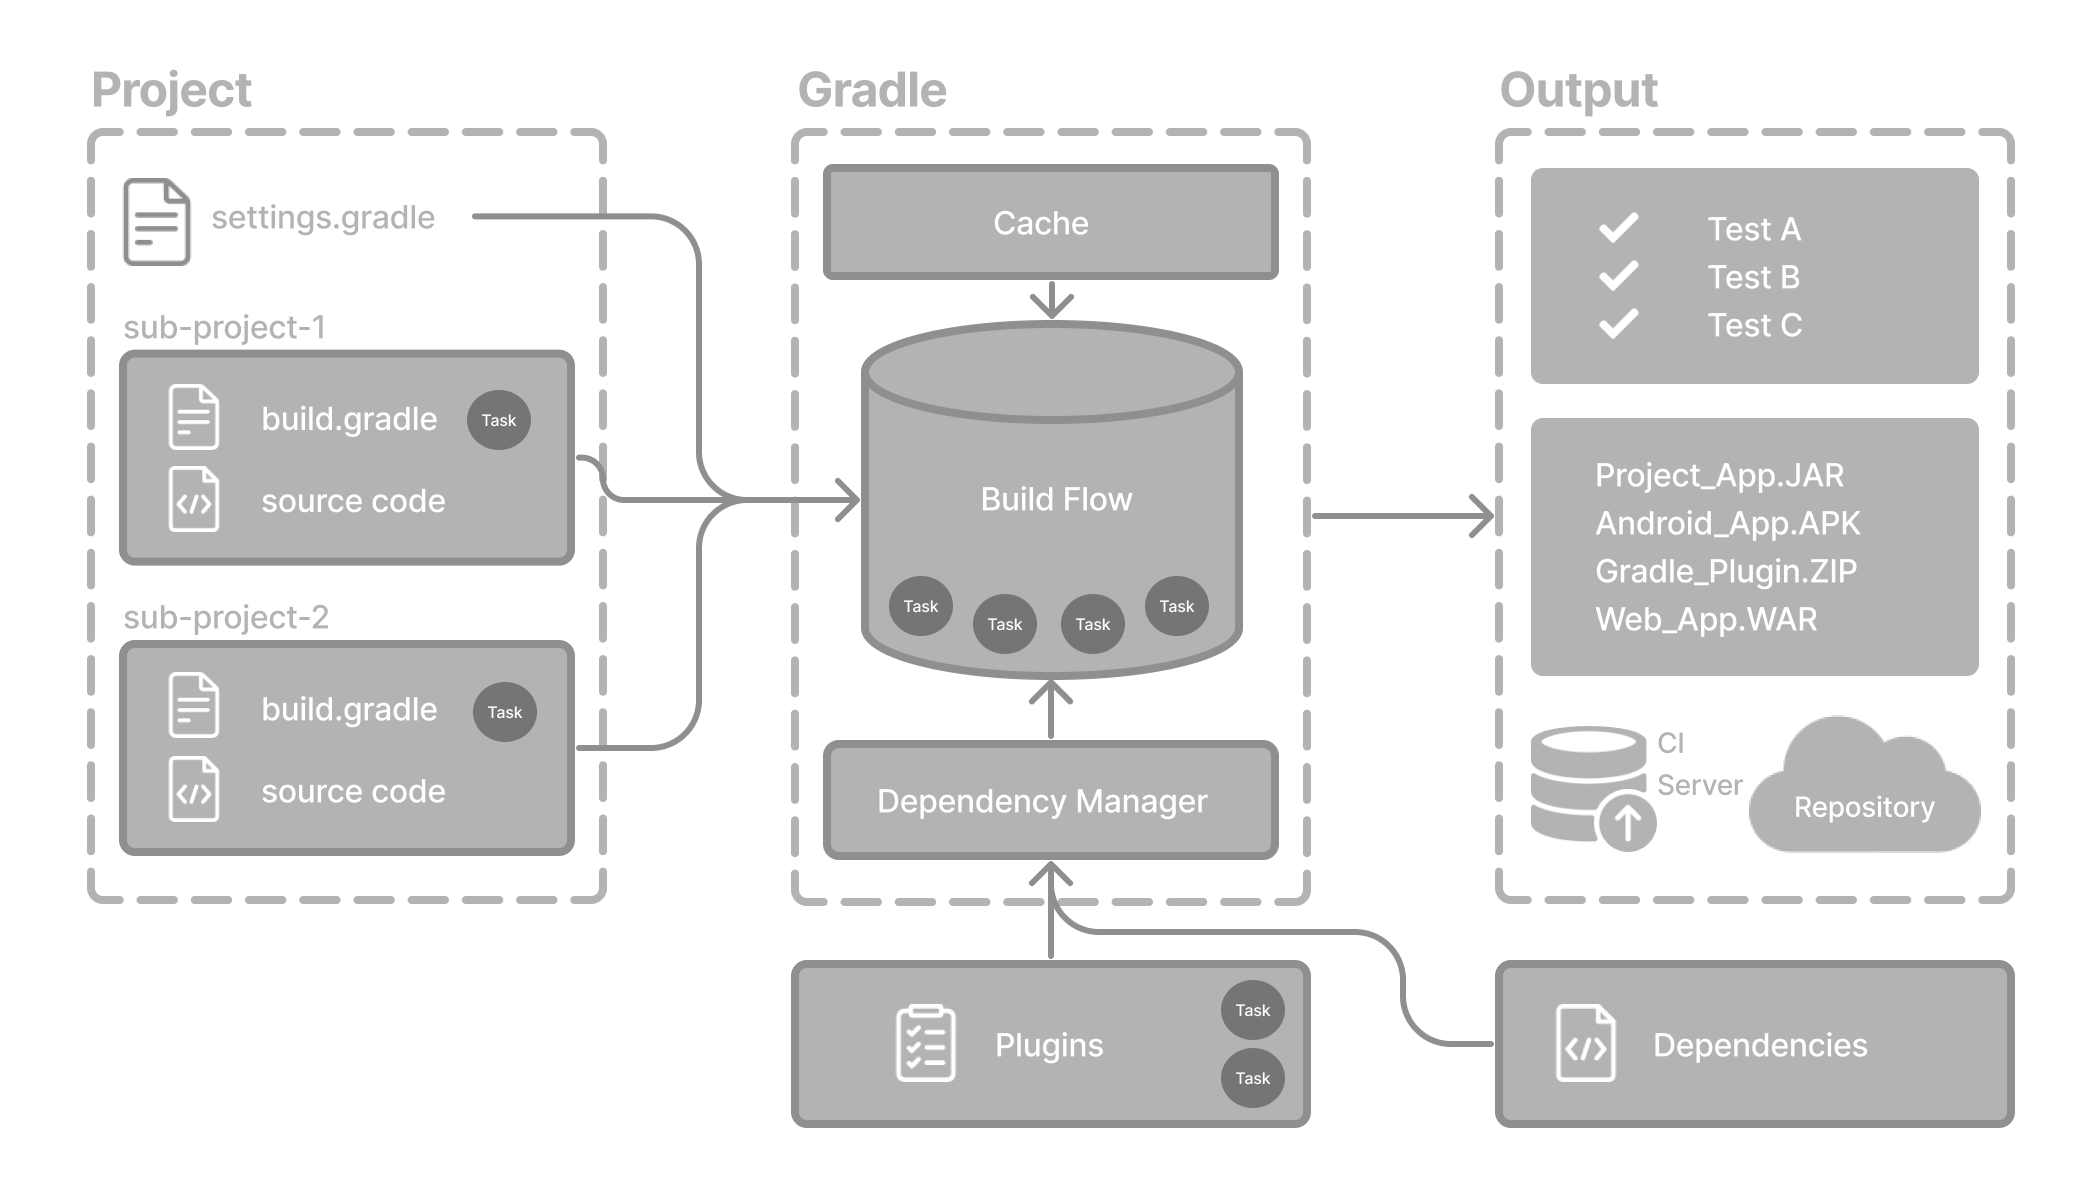 Project
settings.gradle
sub-project-1
build.gradle
Task
source code
sub-project-2
build.gradle
Task
source code
Gradle
Cache
Build Flow
Task
Task
Task
Task
Dependency Manager
Plugins
Task
Task
Output
Test A
Test B
Test C
Project_App.JAR
Android_App.APK
Gradle_Plugin.ZIP
Web_App.WAR
CI
Server
Repository
Dependencies